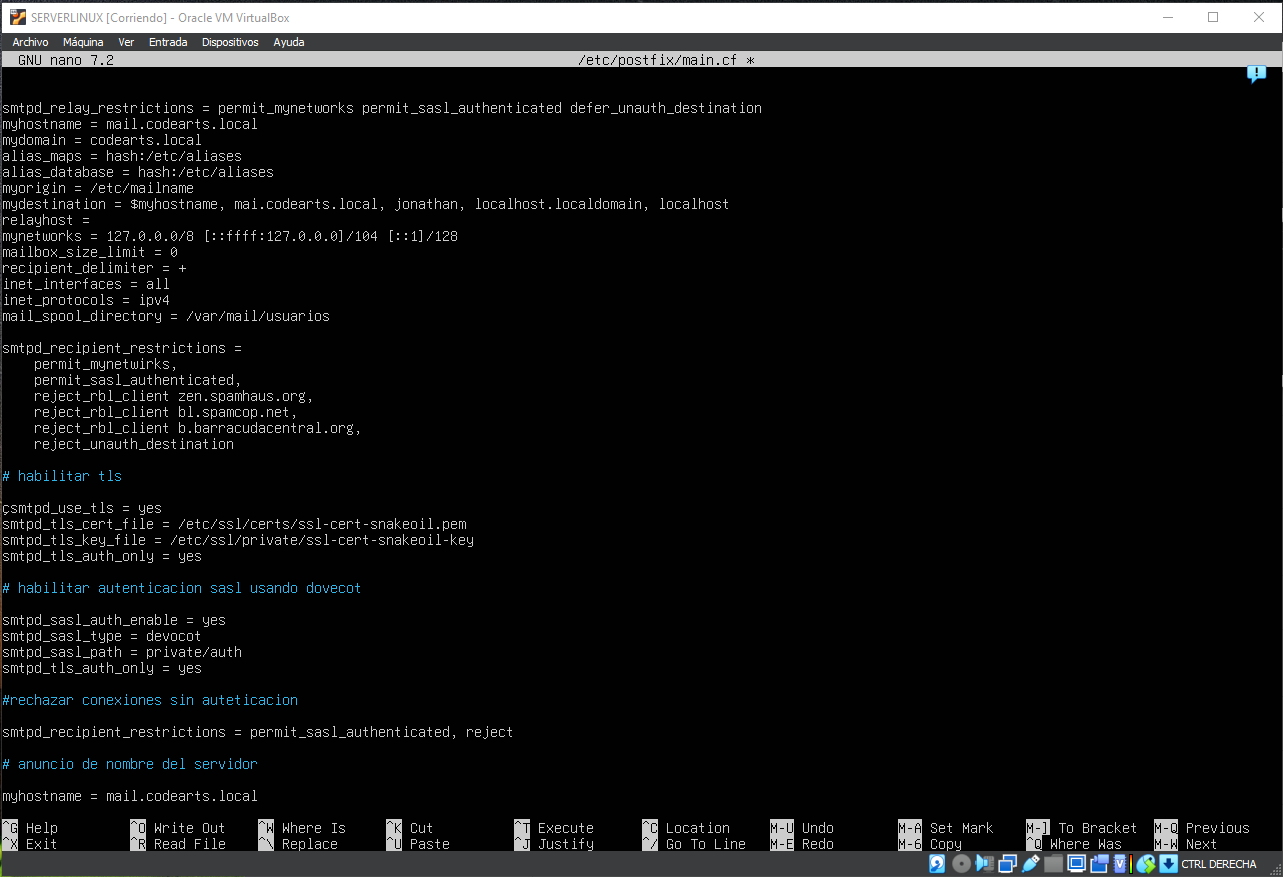 SERVERLINUX [Corriendo] - Oracle VM VirtualBox
Archivo Máquina Ver Entrada Dispositivos Ayuda
GNU nano 7.2 /etc/postfix/main.cf *
smtpd_relay_restrictions = permit_mynetworks permit_sasl_authenticated defer_unauth_destination
myhostname = mail.codearts.local
mydomain = codearts.local
alias_maps = hash:/etc/aliases
alias_database = hash:/etc/aliases
myorigin = /etc/mailname
mydestination = $myhostname, mai.codearts.local, jonathan, localhost.localdomain, localhost
relayhost =
mynetworks = 127.0.0.0/8 [::ffff:127.0.0.0]/104 [::1]/128
mailbox_size_limit = 0
recipient_delimiter = +
inet_interfaces = all
inet_protocols = ipv4
mail_spool_directory = /var/mail/usuarios
smtpd_recipient_restrictions =
permit_mynetwirks,
permit_sasl_authenticated,
reject_rbl_client zen.spamhaus.org,
reject_rbl_client bl.spamcop.net,
reject_rbl_client b.barracudacentral.org,
reject_unauth_destination
# habilitar tls
çsmtpd_use_tls = yes
smtpd_tls_cert_file = /etc/ssl/certs/ssl-cert-snakeoil.pem
smtpd_tls_key_file = /etc/ssl/private/ssl-cert-snakeoil-key
smtpd_tls_auth_only = yes
# habilitar autenticacion sasl usando dovecot
smtpd_sasl_auth_enable = yes
smtpd_sasl_type = devocot
smtpd_sasl_path = private/auth
smtpd_tls_auth_only = yes
#rechazar conexiones sin auteticacion
smtpd_recipient_restrictions = permit_sasl_authenticated, reject
# anuncio de nombre del servidor
myhostname = mail.codearts.local
^G Help ^O Write Out ^W Where Is ^K Cut ^T Execute ^C Location M-U Undo M-A Set Mark M-] To Bracket M-Q Previous
^X Exit ^R Read File ^\ Replace ^U Paste ^J Justify ^/ Go To Line M-E Redo M-6 Copy ^Q Where Was M-W Next
CTRL DERECHA